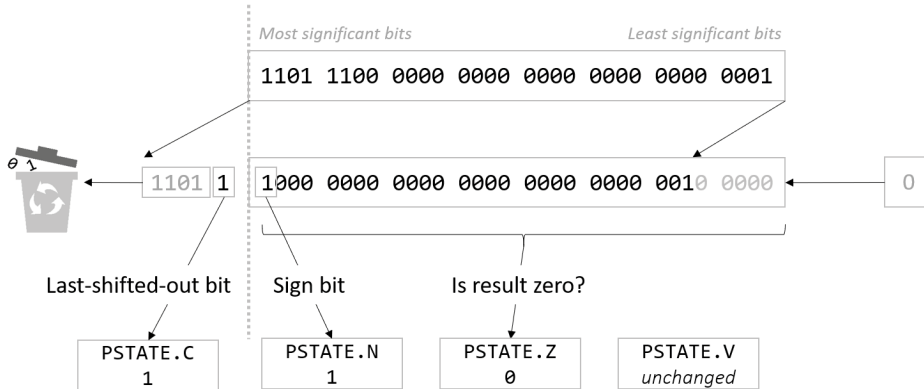 Most significant bits Least significant bits
1101 1100 0000 0000 0000 0000 0000 0001
0 1
1101 1 1000 0000 0000 0000 0000 0000 0010 0000 0
Last-shifted-out bit Sign bit Is result zero?
PSTATE.C PSTATE.N PSTATE.Z PSTATE.V
1 1 0 unchanged